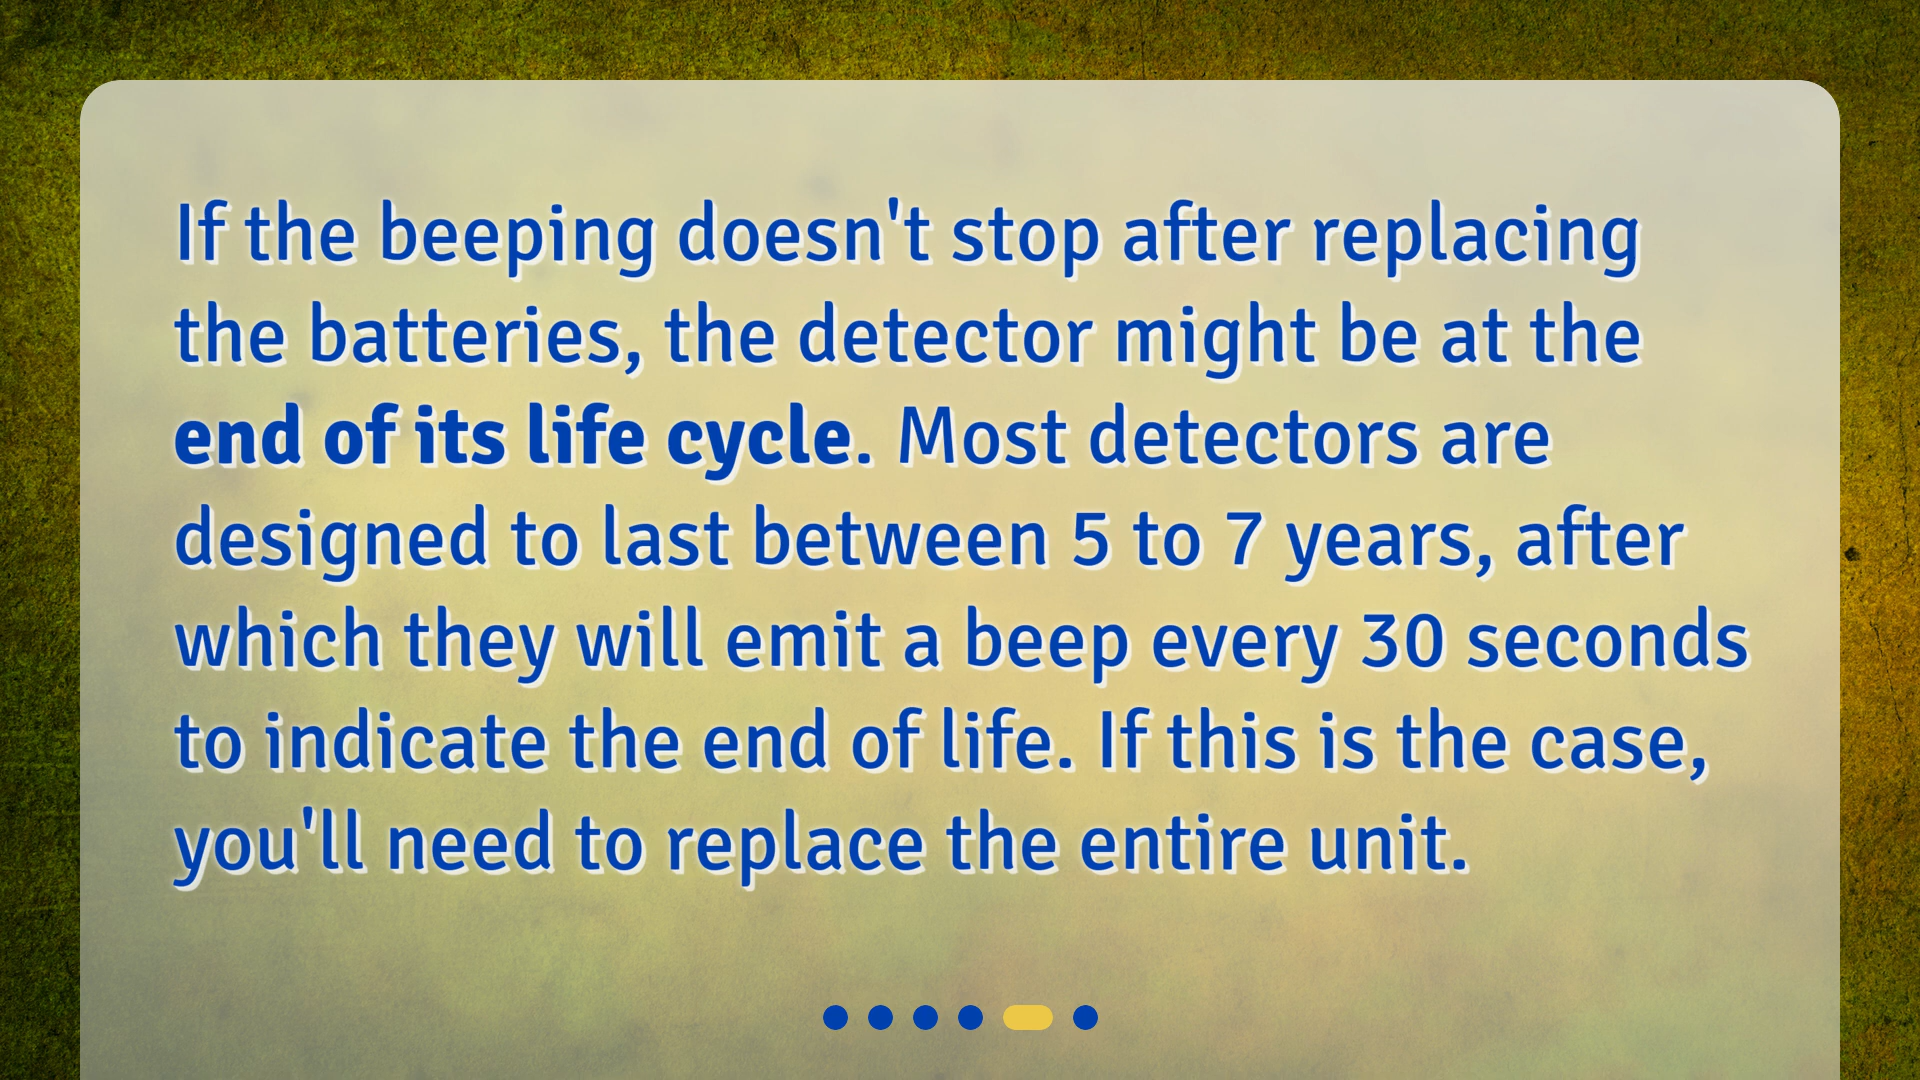 If the beeping doesn't stop after replacing
the batteries, the detector might be at the
end of its life cycle. Most detectors are
designed to last between 5 to 7 years, after
which they will emit a beep every 30 seconds
to indicate the end of life. If this is the case,
you'll need to replace the entire unit.